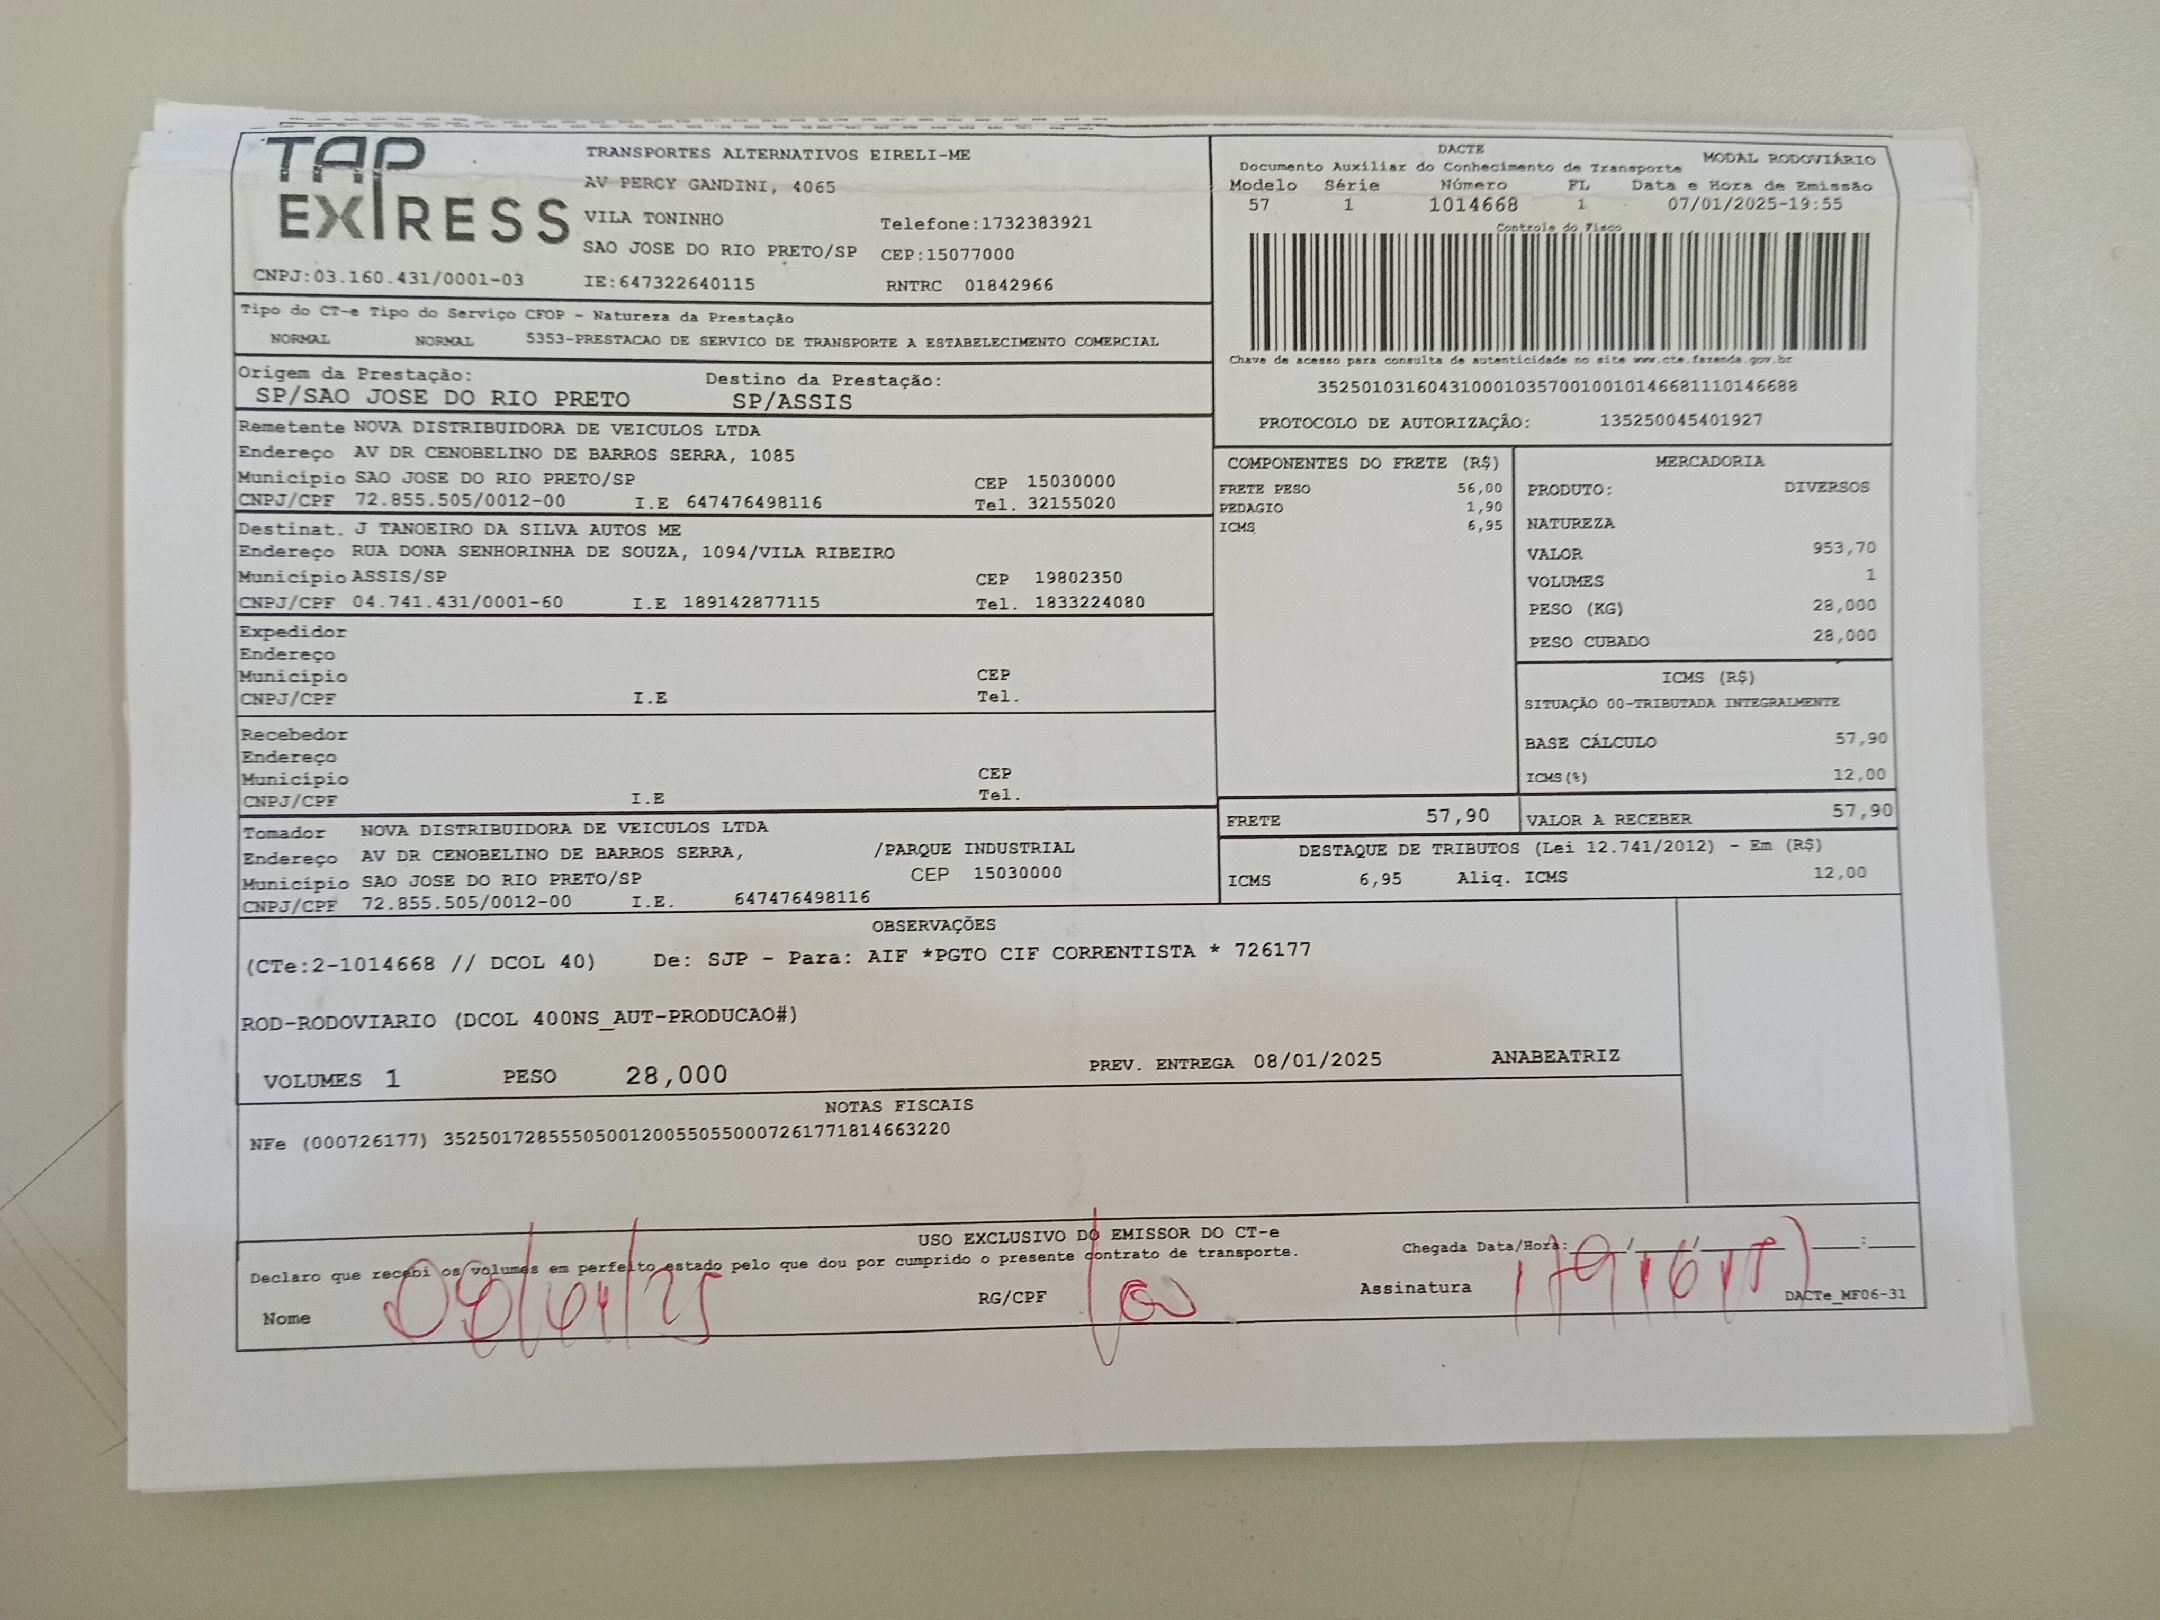 TAP EXPRESS
TRANSPORTES ALTERNATIVOS EIRELI-ME
AV PERCY GANDINI, 4065
VILA TONINHO Telefone:1732383921
SAO JOSE DO RIO PRETO/SP CEP:15077000
CNPJ:03.160.431/0001-03 IE:647322640115 RNTRC 01842966
DACTE
Documento Auxiliar do Conhecimento de Transporte MODAL RODOVIÁRIO
Modelo Série Número FL Data e Hora de Emissão
57 1 1014668 1 07/01/2025-19:55
Controle do Fisco
Chave de acesso para consulta de autenticidade no site www.cte.fazenda.gov.br
35250103160431000103570010010146681110146688
PROTOCOLO DE AUTORIZAÇÃO: 135250045401927
Tipo do CT-e Tipo do Serviço CFOP - Natureza da Prestação
NORMAL NORMAL 5353-PRESTACAO DE SERVICO DE TRANSPORTE A ESTABELECIMENTO COMERCIAL
Origem da Prestação: Destino da Prestação:
SP/SAO JOSE DO RIO PRETO SP/ASSIS
Remetente NOVA DISTRIBUIDORA DE VEICULOS LTDA
Endereço AV DR CENOBELINO DE BARROS SERRA, 1085
Município SAO JOSE DO RIO PRETO/SP CEP 15030000
CNPJ/CPF 72.855.505/0012-00 I.E 647476498116 Tel. 32155020
Destinat. J TANOEIRO DA SILVA AUTOS ME
Endereço RUA DONA SENHORINHA DE SOUZA, 1094/VILA RIBEIRO
Município ASSIS/SP CEP 19802350
CNPJ/CPF 04.741.431/0001-60 I.E 189142877115 Tel. 1833224080
Expedidor
Endereço
Município CEP
CNPJ/CPF I.E Tel.
Recebedor
Endereço
Município CEP
CNPJ/CPF I.E Tel.
Tomador NOVA DISTRIBUIDORA DE VEICULOS LTDA
Endereço AV DR CENOBELINO DE BARROS SERRA, /PARQUE INDUSTRIAL
Município SAO JOSE DO RIO PRETO/SP CEP 15030000
CNPJ/CPF 72.855.505/0012-00 I.E. 647476498116
COMPONENTES DO FRETE (R$)
FRETE PESO 56,00
PEDAGIO 1,90
ICMS 6,95
MERCADORIA
PRODUTO: DIVERSOS
NATUREZA
VALOR 953,70
VOLUMES 1
PESO (KG) 28,000
PESO CUBADO 28,000
ICMS (R$)
SITUAÇÃO 00-TRIBUTADA INTEGRALMENTE
BASE CÁLCULO 57,90
ICMS(%) 12,00
FRETE 57,90 VALOR A RECEBER 57,90
DESTAQUE DE TRIBUTOS (Lei 12.741/2012) - Em (R$)
ICMS 6,95 Aliq. ICMS 12,00
OBSERVAÇÕES
(CTe:2-1014668 // DCOL 40) De: SJP - Para: AIF *PGTO CIF CORRENTISTA * 726177
ROD-RODOVIARIO (DCOL 400NS_AUT-PRODUCAO#)
VOLUMES 1 PESO 28,000 PREV. ENTREGA 08/01/2025 ANABEATRIZ
NOTAS FISCAIS
NFe (000726177) 35250172855505001200550550007261771814663220
USO EXCLUSIVO DO EMISSOR DO CT-e
Declaro que recebi os volumes em perfeito estado pelo que dou por cumprido o presente contrato de transporte. Chegada Data/Hora:____/____/______ ____:____
Nome 08/01/25 RG/CPF Assinatura DACTe_MF06-31